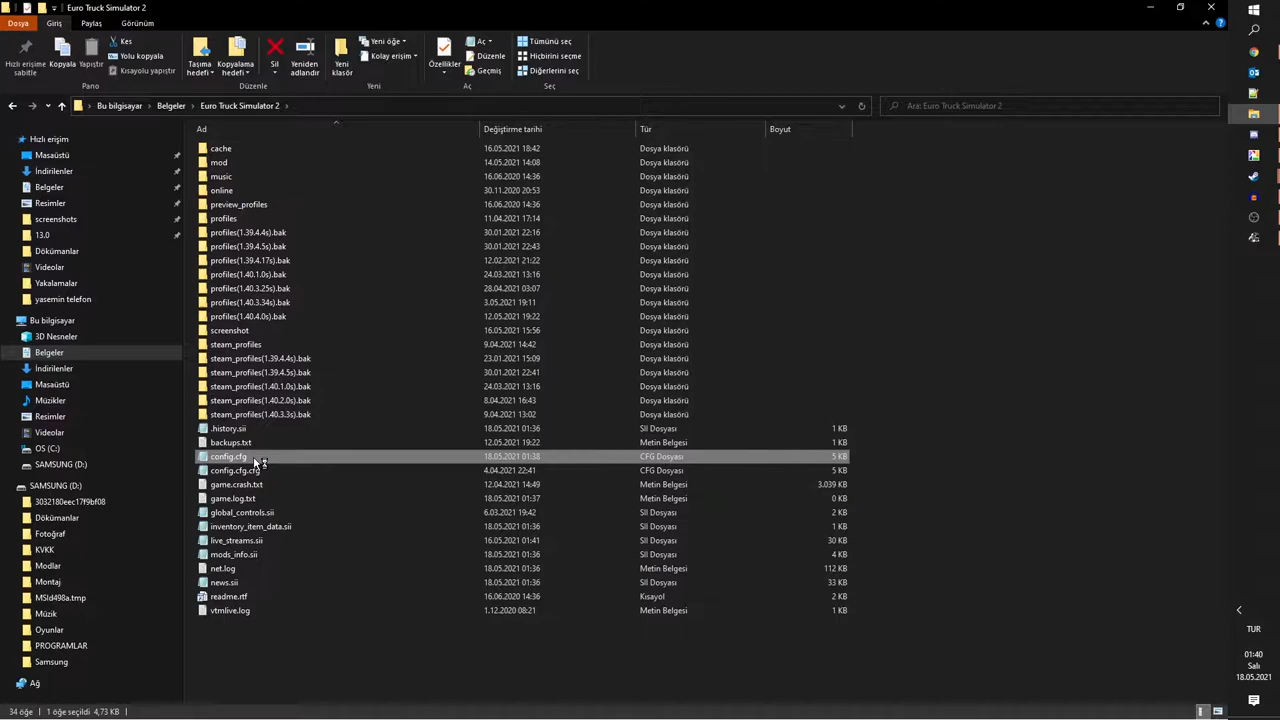 Euro Truck Simulator 2
Dosya Giriş Paylaş Görünüm
Hızlı erişime sabitle
Kopyala
Yapıştır
Kes
Yolu kopyala
Kısayolu yapıştır
Pano
Taşıma hedefi
Kopyalama hedefi
Sil
Yeniden adlandır
Düzenle
Yeni klasör
Yeni öğe
Kolay erişim
Yeni
Özellikler
Aç
Düzenle
Geçmiş
Aç
Tümünü seç
Hiçbirini seçme
Diğerlerini seç
Seç
Bu bilgisayar > Belgeler > Euro Truck Simulator 2 >
Ara: Euro Truck Simulator 2
Hızlı erişim
Masaüstü
İndirilenler
Belgeler
Resimler
screenshots
13.0
Dökümanlar
Videolar
Yakalamalar
yasemin telefon
Bu bilgisayar
3D Nesneler
Belgeler
İndirilenler
Masaüstü
Müzikler
Resimler
Videolar
OS (C:)
SAMSUNG (D:)
SAMSUNG (D:)
3032180eec17f9bf08
Dökümanlar
Fotoğraf
KVKK
Modlar
Montaj
MSId498a.tmp
Müzik
Oyunlar
PROGRAMLAR
Samsung
Ağ
Ad Değiştirme tarihi Tür Boyut
cache 16.05.2021 18:42 Dosya klasörü
mod 14.05.2021 14:08 Dosya klasörü
music 16.06.2020 14:36 Dosya klasörü
online 30.11.2020 20:53 Dosya klasörü
preview_profiles 16.06.2020 14:36 Dosya klasörü
profiles 11.04.2021 17:14 Dosya klasörü
profiles(1.39.4.4s).bak 30.01.2021 22:16 Dosya klasörü
profiles(1.39.4.5s).bak 30.01.2021 22:43 Dosya klasörü
profiles(1.39.4.17s).bak 12.02.2021 21:22 Dosya klasörü
profiles(1.40.1.0s).bak 24.03.2021 13:16 Dosya klasörü
profiles(1.40.3.25s).bak 28.04.2021 03:07 Dosya klasörü
profiles(1.40.3.34s).bak 3.05.2021 19:11 Dosya klasörü
profiles(1.40.4.0s).bak 12.05.2021 19:22 Dosya klasörü
screenshot 16.05.2021 15:56 Dosya klasörü
steam_profiles 9.04.2021 14:42 Dosya klasörü
steam_profiles(1.39.4.4s).bak 23.01.2021 15:09 Dosya klasörü
steam_profiles(1.39.4.5s).bak 30.01.2021 22:41 Dosya klasörü
steam_profiles(1.40.1.0s).bak 24.03.2021 13:16 Dosya klasörü
steam_profiles(1.40.2.0s).bak 8.04.2021 16:43 Dosya klasörü
steam_profiles(1.40.3.3s).bak 9.04.2021 13:02 Dosya klasörü
.history.sii 18.05.2021 01:36 SII Dosyası 1 KB
backups.txt 12.05.2021 19:22 Metin Belgesi 1 KB
config.cfg 18.05.2021 01:38 CFG Dosyası 5 KB
config.cfg.cfg 4.04.2021 22:41 CFG Dosyası 5 KB
game.crash.txt 12.04.2021 14:49 Metin Belgesi 3.039 KB
game.log.txt 18.05.2021 01:37 Metin Belgesi 0 KB
global_controls.sii 6.03.2021 19:42 SII Dosyası 2 KB
inventory_item_data.sii 18.05.2021 01:36 SII Dosyası 1 KB
live_streams.sii 16.05.2021 01:41 SII Dosyası 30 KB
mods_info.sii 18.05.2021 01:36 SII Dosyası 4 KB
net.log 18.05.2021 01:36 Metin Belgesi 112 KB
news.sii 18.05.2021 01:36 SII Dosyası 33 KB
readme.rtf 16.06.2020 14:36 Kısayol 2 KB
vtmlive.log 1.12.2020 08:21 Metin Belgesi 1 KB
TUR
01:40
Salı
18.05.2021
34 öğe 1 öğe seçildi 4,73 KB